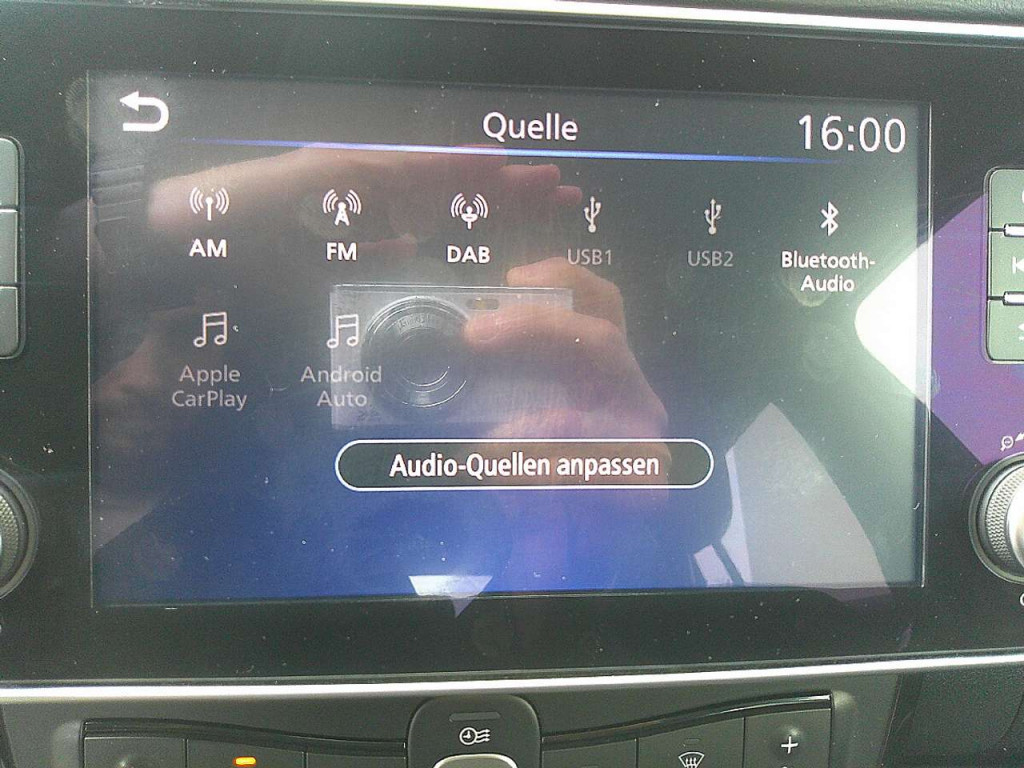 Quelle
16:00
AM
FM
DAB
USB1
USB2
Bluetooth-
Audio
Apple
CarPlay
Android
Auto
Audio-Quellen anpassen
+